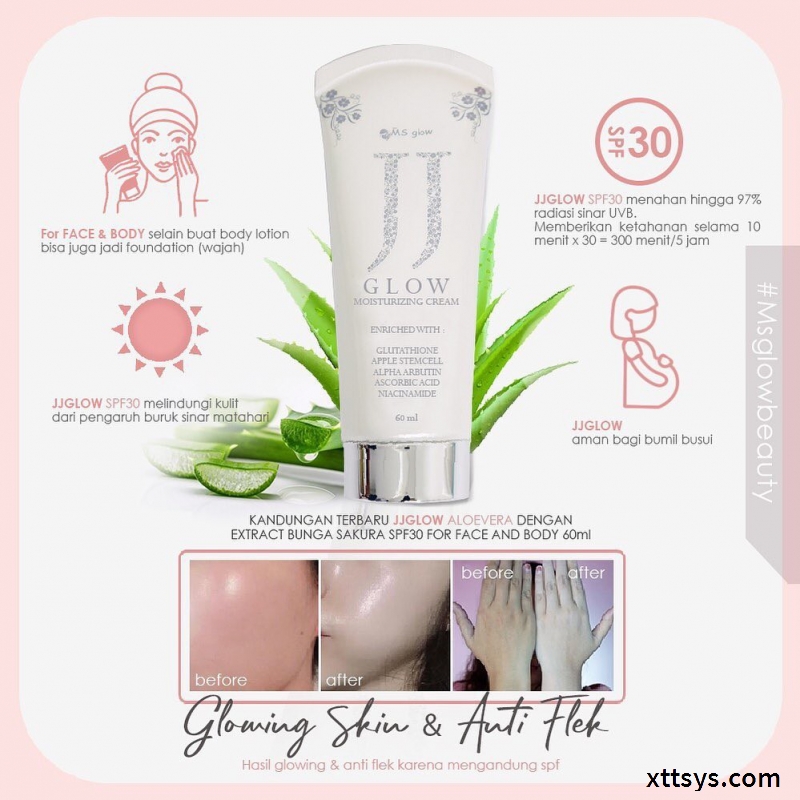 MS glow
JJ
GLOW
MOISTURIZING CREAM
ENRICHED WITH :
GLUTATHIONE
APPLE STEMCELL
ALPHA ARBUTIN
ASCORBIC ACID
NIACINAMIDE
60 ml
For FACE & BODY selain buat body lotion
bisa juga jadi foundation (wajah)
SPF 30
JJGLOW SPF30 menahan hingga 97%
radiasi sinar UVB.
Memberikan ketahanan selama 10
menit x 30 = 300 menit/5 jam
JJGLOW SPF30 melindungi kulit
dari pengaruh buruk sinar matahari
JJGLOW
aman bagi bumil busui
#Msglowbeauty
KANDUNGAN TERBARU JJGLOW ALOEVERA DENGAN
EXTRACT BUNGA SAKURA SPF30 FOR FACE AND BODY 60ml
before
after
before
after
Glowing Skin & Anti Flek
Hasil glowing & anti flek karena mengandung spf
xttsys.com